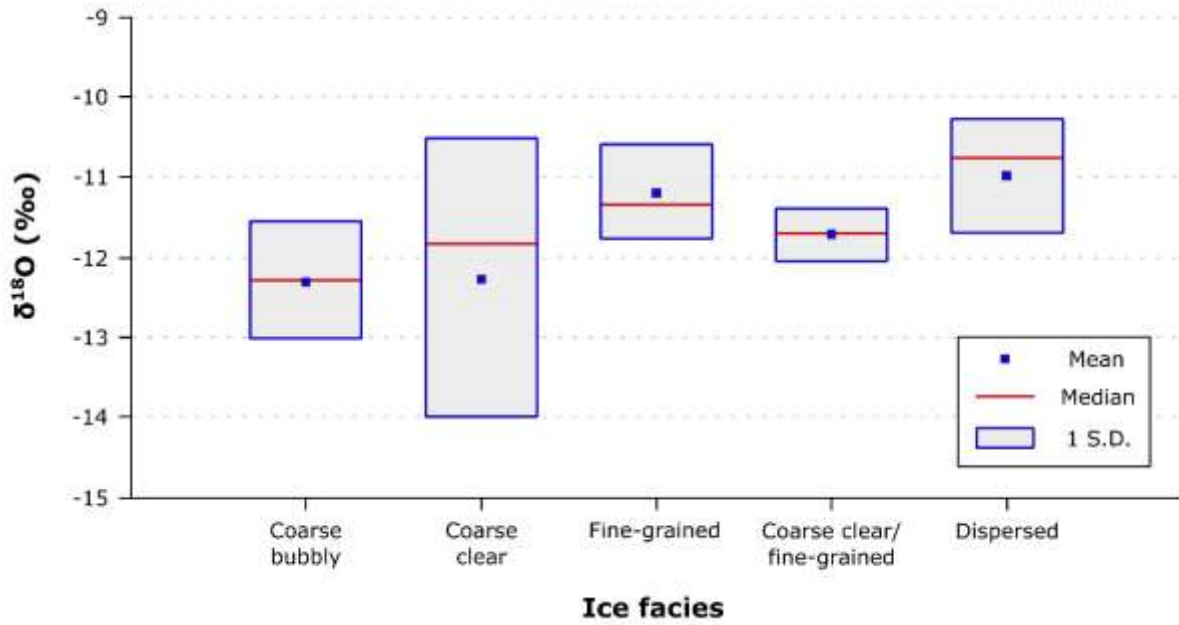 -9
-10
-11
-12
-13
-14
-15
δ¹⁸O (‰)
Coarse
bubbly
Coarse
clear
Fine-grained
Coarse clear/
fine-grained
Dispersed
Ice facies
Mean
Median
1 S.D.